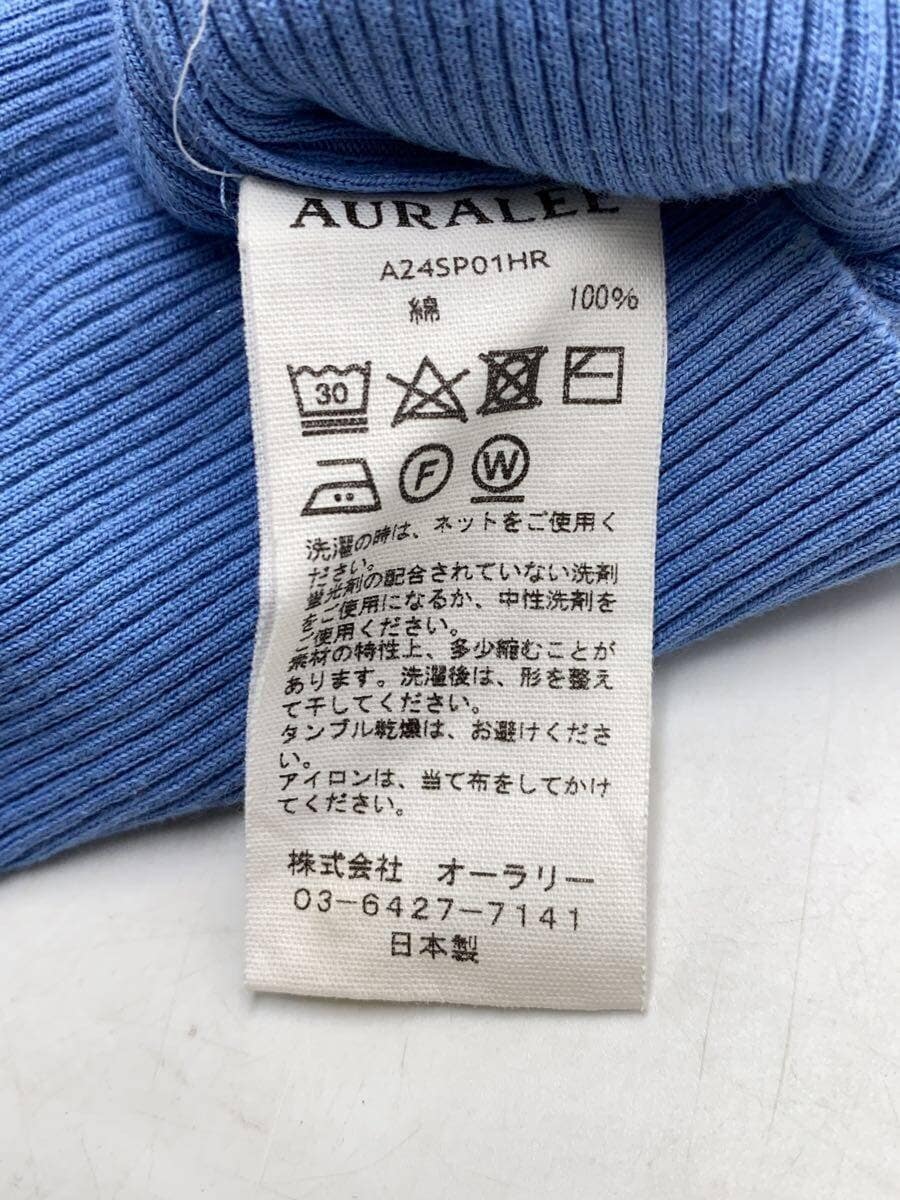 AURALEE
A24SP01HR
綿 100%
30
F W
洗濯の時は、ネットをご使用く
ださい。
蛍光剤の配合されていない洗剤
をご使用になるか、中性洗剤を
ご使用ください。
素材の特性上、多少縮むことが
あります。洗濯後は、形を整え
て干してください。
タンブル乾燥は、お避けくださ
い。
アイロンは、当て布をしてかけ
てください。
株式会社 オーラリー
03-6427-7141
日本製